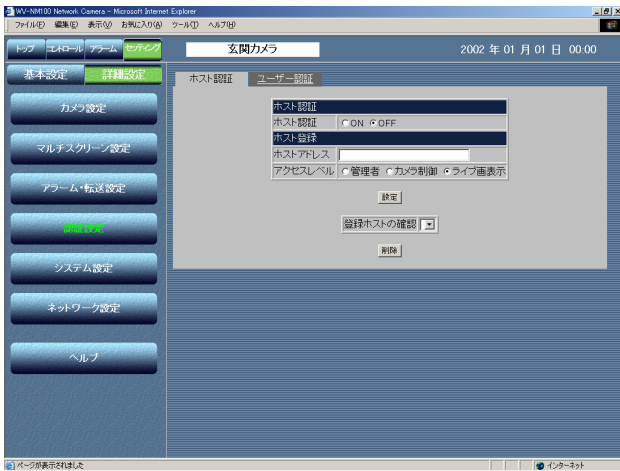 WV-NM100 Network Camera - Microsoft Internet Explorer
ファイル(F) 編集(E) 表示(V) お気に入り(A) ツール(T) ヘルプ(H)
トップ コントロール アラーム セッティング
玄関カメラ
2002 年 01 月 01 日 00:00
基本設定 詳細設定
ホスト認証 ユーザー認証
カメラ設定
マルチスクリーン設定
アラーム・転送設定
システム設定
ネットワーク設定
ヘルプ
ホスト認証
ホスト認証 ON OFF
ホスト登録
ホストアドレス
アクセスレベル 管理者 カメラ制御 ライブ画表示
設定
登録ホストの確認
削除
ページが表示されました
インターネット